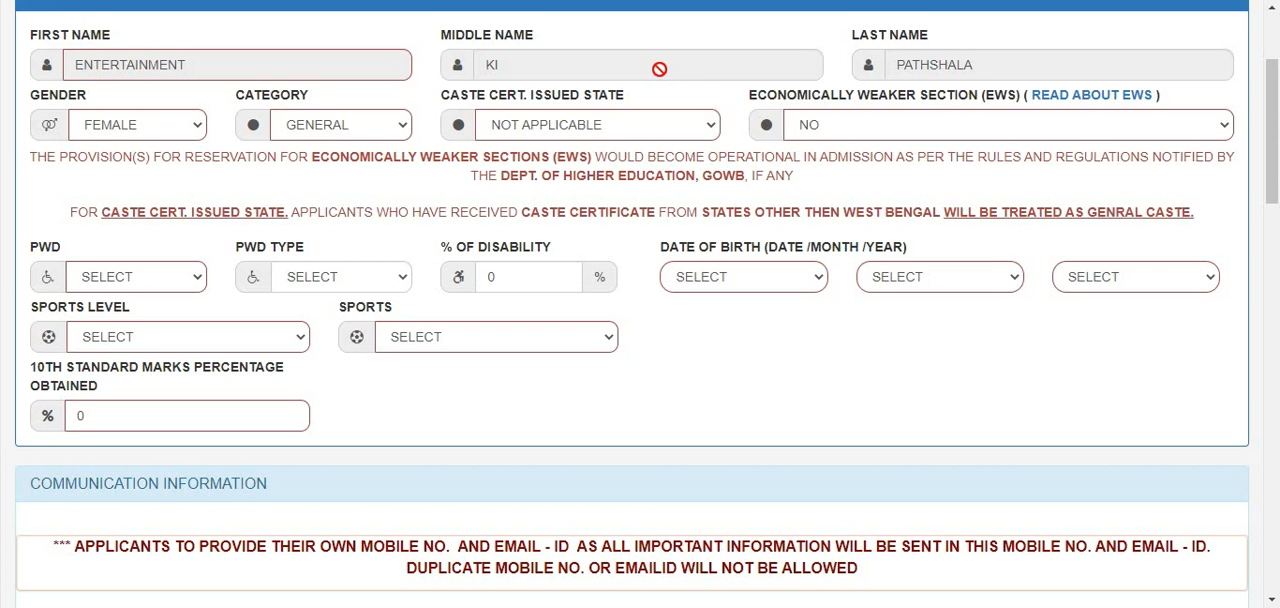 FIRST NAME
MIDDLE NAME
LAST NAME
ENTERTAINMENT
KI
PATHSHALA
GENDER
CATEGORY
CASTE CERT. ISSUED STATE
ECONOMICALLY WEAKER SECTION (EWS) ( READ ABOUT EWS )
FEMALE
GENERAL
NOT APPLICABLE
NO
THE PROVISION(S) FOR RESERVATION FOR ECONOMICALLY WEAKER SECTIONS (EWS) WOULD BECOME OPERATIONAL IN ADMISSION AS PER THE RULES AND REGULATIONS NOTIFIED BY
THE DEPT. OF HIGHER EDUCATION, GOWB, IF ANY
FOR CASTE CERT. ISSUED STATE. APPLICANTS WHO HAVE RECEIVED CASTE CERTIFICATE FROM STATES OTHER THEN WEST BENGAL WILL BE TREATED AS GENRAL CASTE.
PWD
PWD TYPE
% OF DISABILITY
DATE OF BIRTH (DATE /MONTH /YEAR)
SELECT
SELECT
0
%
SELECT
SELECT
SELECT
SPORTS LEVEL
SPORTS
SELECT
SELECT
10TH STANDARD MARKS PERCENTAGE
OBTAINED
% 0
COMMUNICATION INFORMATION
*** APPLICANTS TO PROVIDE THEIR OWN MOBILE NO. AND EMAIL - ID AS ALL IMPORTANT INFORMATION WILL BE SENT IN THIS MOBILE NO. AND EMAIL - ID.
DUPLICATE MOBILE NO. OR EMAILID WILL NOT BE ALLOWED